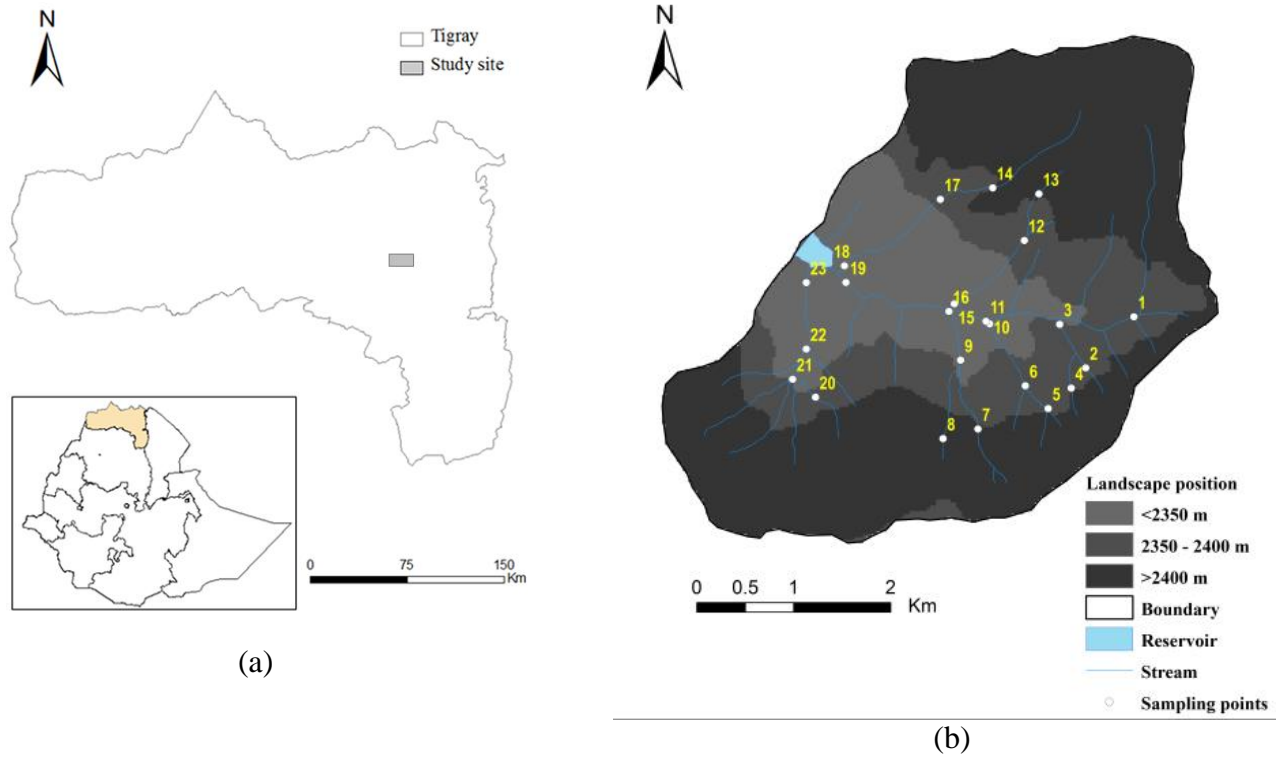 N
Tigray
Study site
0 75 150
Km
(a)
N
17
14
13
12
18
23
19
16
11
3
1
15
10
9
2
22
21
6
4
20
5
8
7
Landscape position
<2350 m
2350 - 2400 m
>2400 m
Boundary
Reservoir
Stream
Sampling points
0 0.5 1 2
Km
(b)